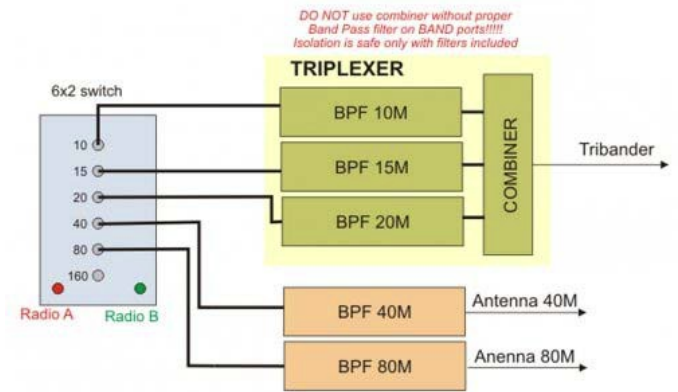 DO NOT use combiner without proper
Band Pass filter on BAND ports!!!!!
Isolation is safe only with filters included
TRIPLEXER
6x2 switch
BPF 10M
10
15
20
40
80
160
BPF 15M
BPF 20M
COMBINER
Tribander
Radio A
Radio B
BPF 40M
Antenna 40M
BPF 80M
Anenna 80M